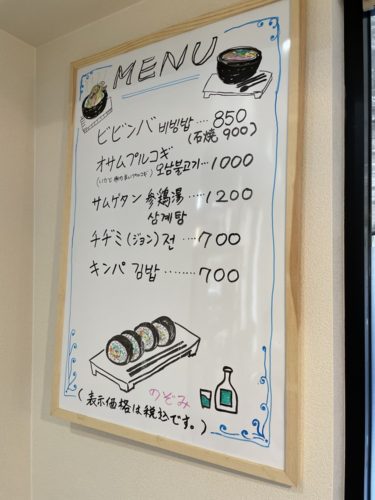 MENU
ビビンバ 비빔밥 …. 850
(石焼 900)
オサムプルコギ 오삼불고기 … 1000
サムゲタン 参鶏湯 …. 1200
삼계탕
チヂミ(ジョン) 전 …… 700
キンパ 김밥 ……… 700
のぞみ
(表示価格は税込です。)